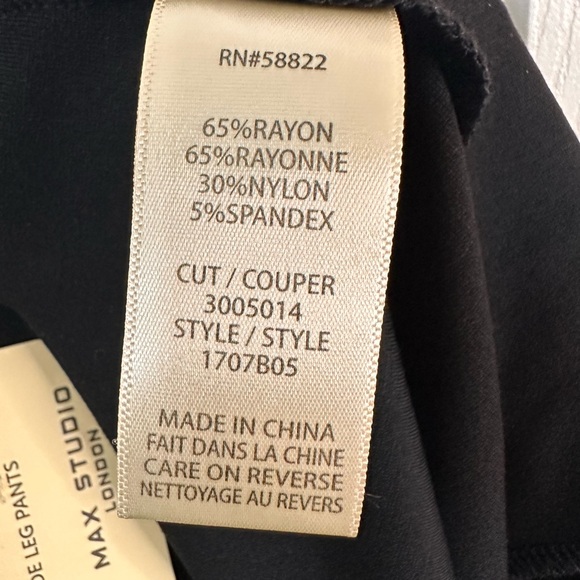 RN#58822
65%RAYON
65%RAYONNE
30%NYLON
5%SPANDEX
CUT / COUPER
3005014
STYLE / STYLE
1707B05
MADE IN CHINA
FAIT DANS LA CHINE
CARE ON REVERSE
NETTOYAGE AU REVERS
MAX STUDIO
LONDON
DE LEG PANTS